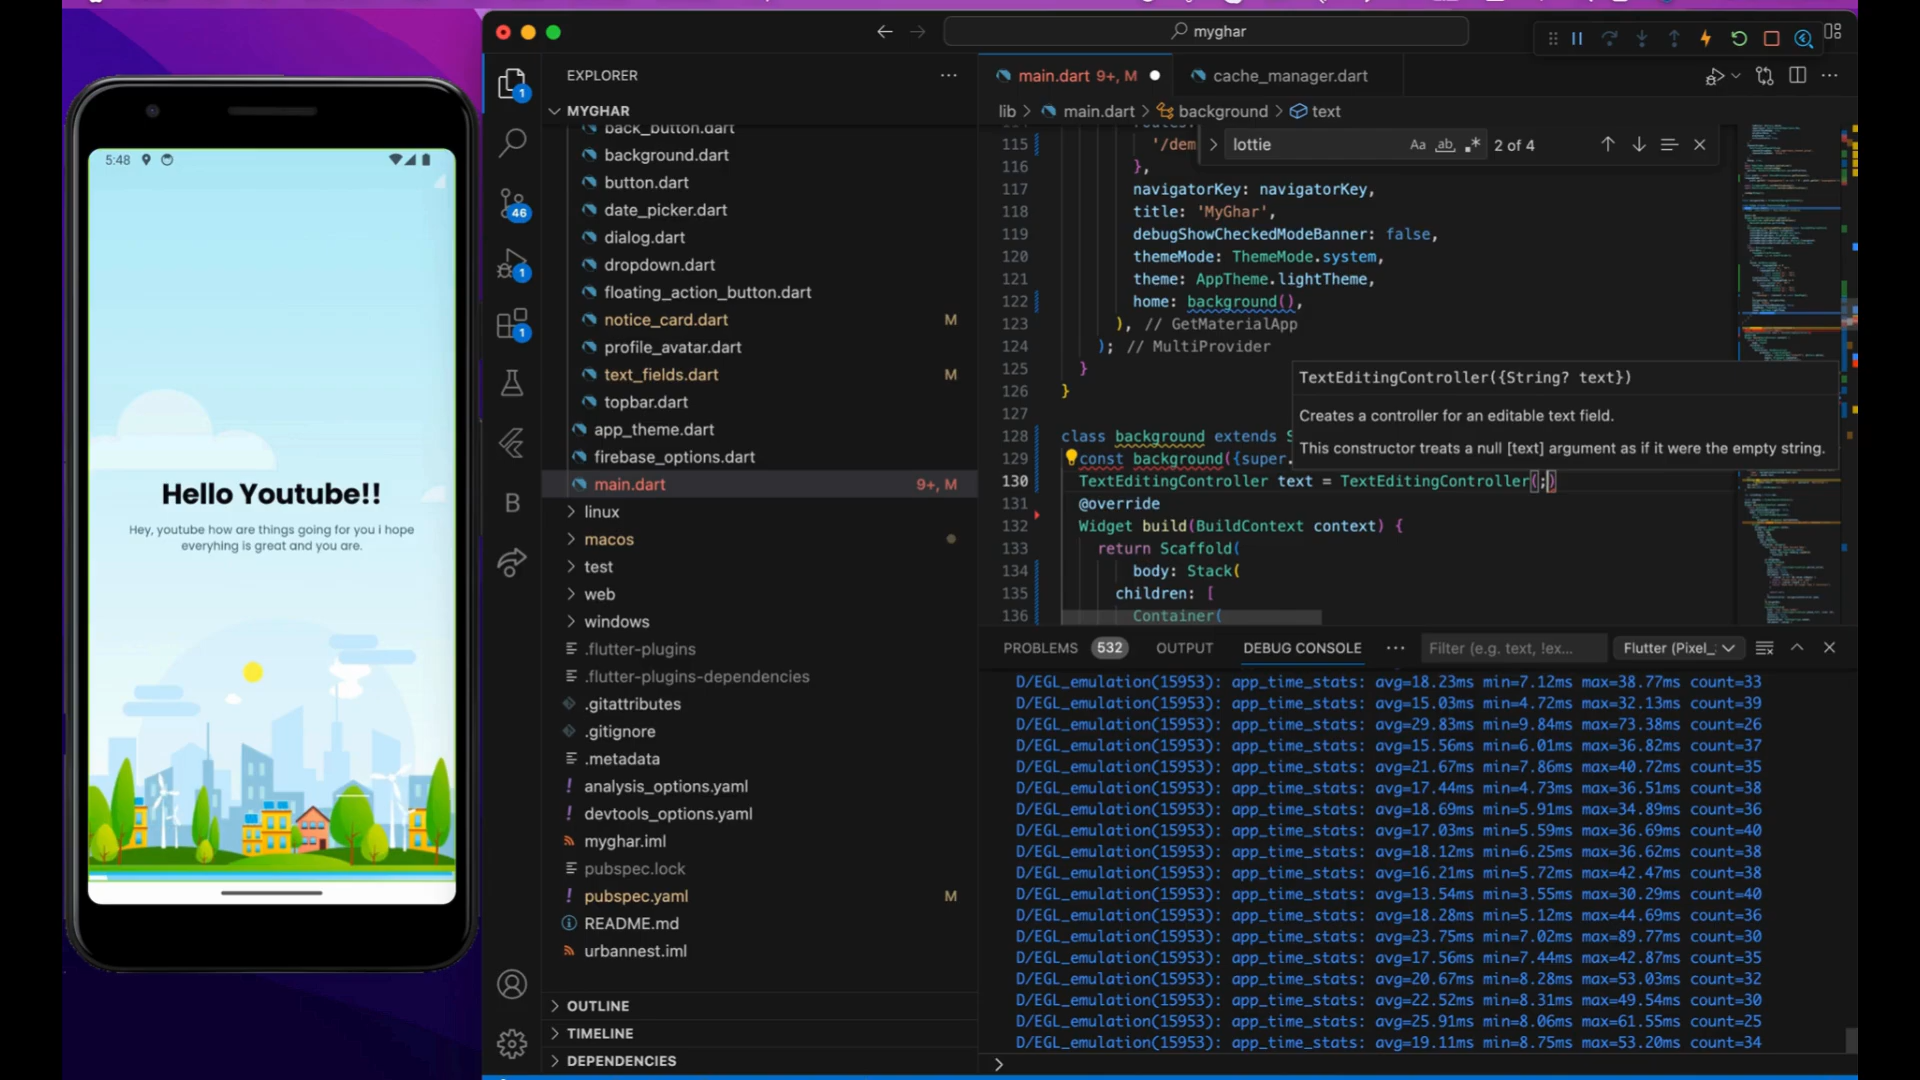 5:48
Hello Youtube!!
Hey, youtube how are things going for you i hope
everyhing is great and you are.
myghar
EXPLORER
MYGHAR
back_button.dart
background.dart
button.dart
date_picker.dart
dialog.dart
dropdown.dart
floating_action_button.dart
notice_card.dart M
profile_avatar.dart
text_fields.dart M
topbar.dart
app_theme.dart
firebase_options.dart
main.dart 9+, M
linux
macos
test
web
windows
.flutter-plugins
.flutter-plugins-dependencies
.gitattributes
.gitignore
.metadata
analysis_options.yaml
devtools_options.yaml
myghar.iml
pubspec.lock
pubspec.yaml M
README.md
urbannest.iml
OUTLINE
TIMELINE
DEPENDENCIES
1
46
1
1
B
main.dart 9+, M
cache_manager.dart
lib > main.dart > background > text
lottie Aa ab 2 of 4
115 '/dem
116 },
117 navigatorKey: navigatorKey,
118 title: 'MyGhar',
119 debugShowCheckedModeBanner: false,
120 themeMode: ThemeMode.system,
121 theme: AppTheme.lightTheme,
122 home: background(),
123 ), // GetMaterialApp
124 ); // MultiProvider
125 }
126 }
127
TextEditingController({String? text})
Creates a controller for an editable text field.
This constructor treats a null [text] argument as if it were the empty string.
128 class background extends S
129 const background({super.
130 TextEditingController text = TextEditingController(;)
131 @override
132 Widget build(BuildContext context) {
133 return Scaffold(
134 body: Stack(
135 children: [
136 Container(
PROBLEMS 532 OUTPUT DEBUG CONSOLE Filter (e.g. text, !ex... Flutter (Pixel_
D/EGL_emulation(15953): app_time_stats: avg=18.23ms min=7.12ms max=38.77ms count=33
D/EGL_emulation(15953): app_time_stats: avg=15.03ms min=4.72ms max=32.13ms count=39
D/EGL_emulation(15953): app_time_stats: avg=29.83ms min=9.84ms max=73.38ms count=26
D/EGL_emulation(15953): app_time_stats: avg=15.56ms min=6.01ms max=36.82ms count=37
D/EGL_emulation(15953): app_time_stats: avg=21.67ms min=7.86ms max=40.72ms count=35
D/EGL_emulation(15953): app_time_stats: avg=17.44ms min=4.73ms max=36.51ms count=38
D/EGL_emulation(15953): app_time_stats: avg=18.69ms min=5.91ms max=34.89ms count=36
D/EGL_emulation(15953): app_time_stats: avg=17.03ms min=5.59ms max=36.69ms count=40
D/EGL_emulation(15953): app_time_stats: avg=18.12ms min=6.25ms max=36.62ms count=38
D/EGL_emulation(15953): app_time_stats: avg=16.21ms min=5.72ms max=42.47ms count=38
D/EGL_emulation(15953): app_time_stats: avg=13.54ms min=3.55ms max=30.29ms count=40
D/EGL_emulation(15953): app_time_stats: avg=18.28ms min=5.12ms max=44.69ms count=36
D/EGL_emulation(15953): app_time_stats: avg=23.75ms min=7.02ms max=89.77ms count=30
D/EGL_emulation(15953): app_time_stats: avg=17.56ms min=7.44ms max=42.87ms count=35
D/EGL_emulation(15953): app_time_stats: avg=20.67ms min=8.28ms max=53.03ms count=32
D/EGL_emulation(15953): app_time_stats: avg=22.52ms min=8.31ms max=49.54ms count=30
D/EGL_emulation(15953): app_time_stats: avg=25.91ms min=8.06ms max=61.55ms count=25
D/EGL_emulation(15953): app_time_stats: avg=19.11ms min=8.75ms max=53.20ms count=34